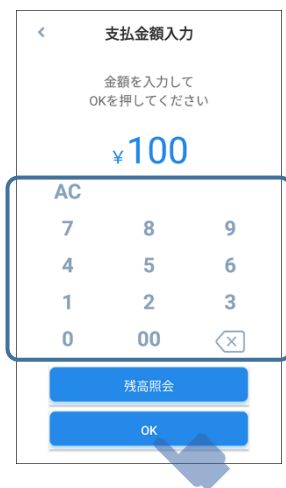 支払金額入力
金額を入力して
OKを押してください
¥100
AC
7 8 9
4 5 6
1 2 3
0 00
残高照会
OK